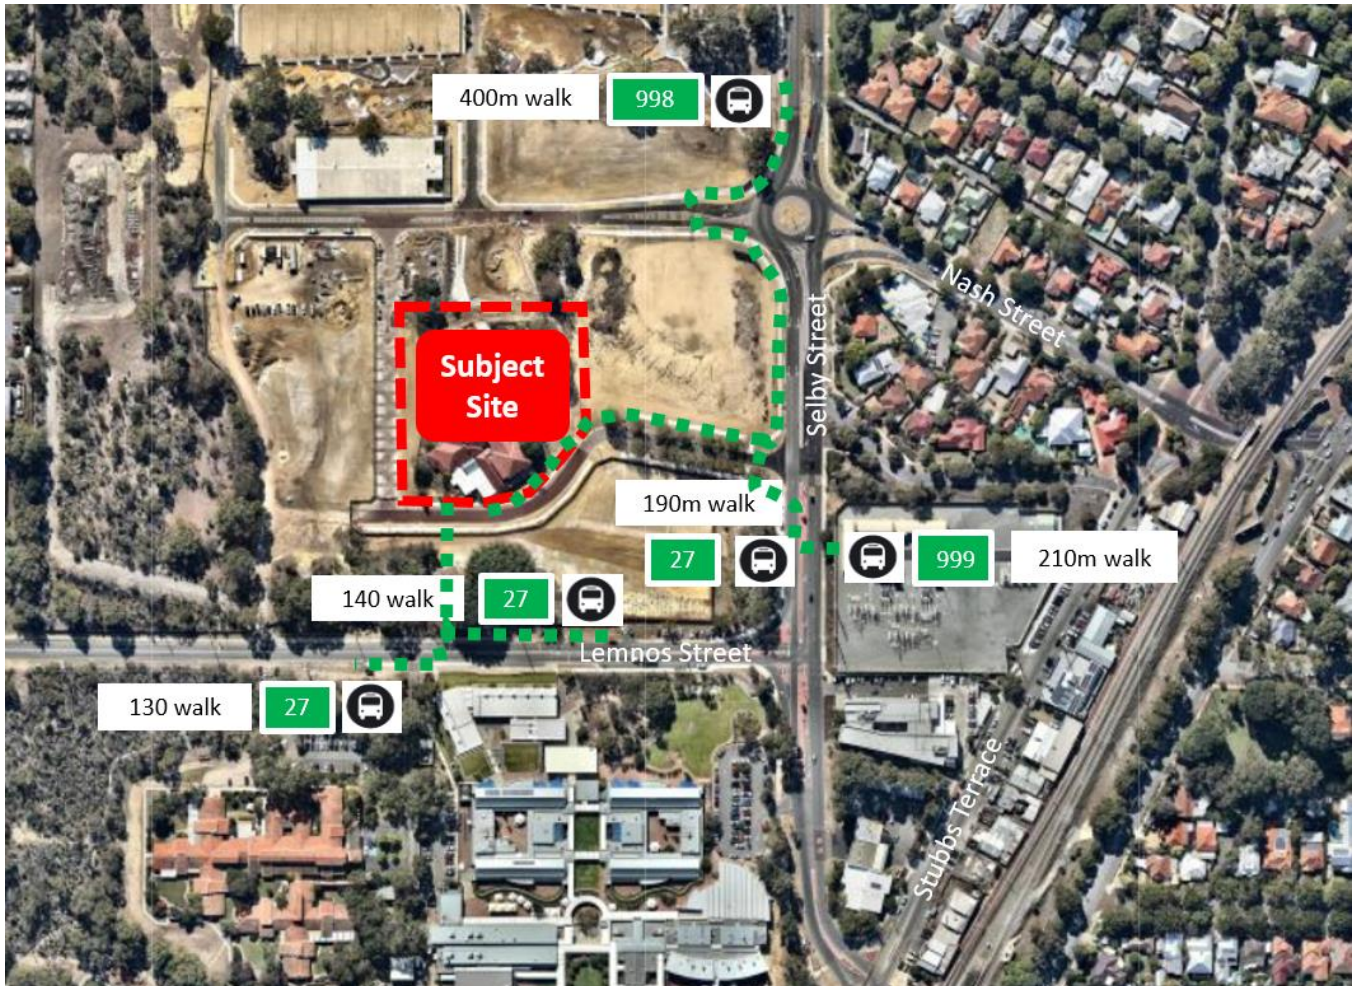 400m walk 998
Nash Street
Selby Street
Subject
Site
190m walk
27
999 210m walk
140 walk 27
Lemnos Street
130 walk 27
Stubbs Terrace